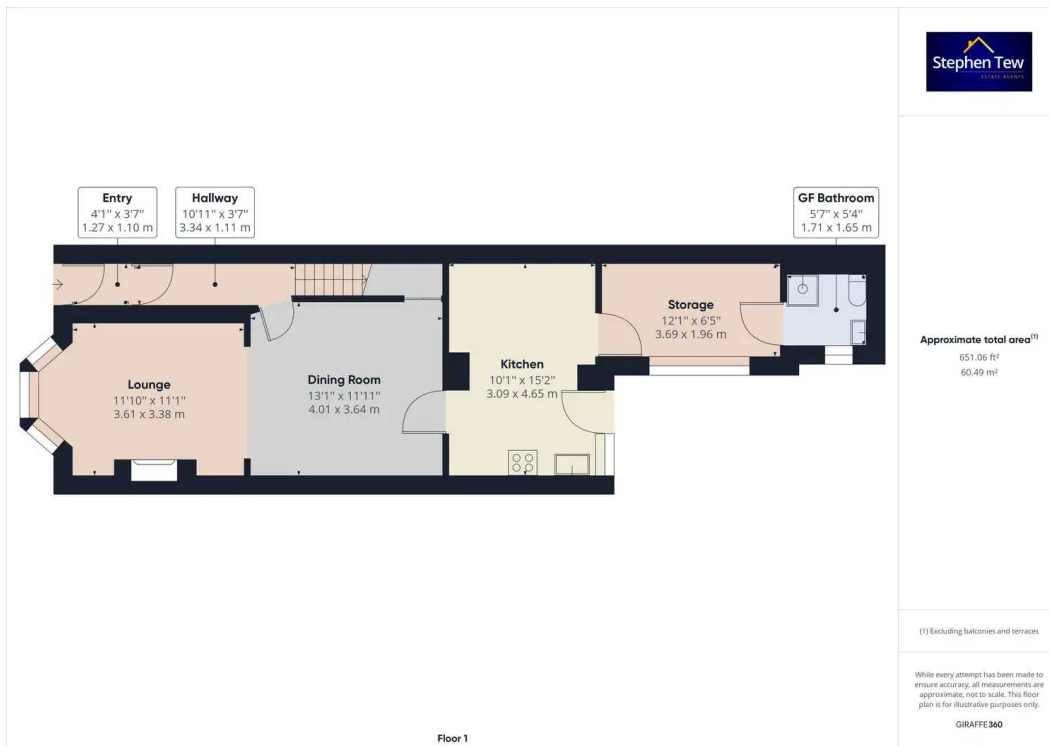 Stephen Tew
ESTATE AGENTS
Entry
4'1" x 3'7"
1.27 x 1.10 m
Hallway
10'11" x 3'7"
3.34 x 1.11 m
GF Bathroom
5'7" x 5'4"
1.71 x 1.65 m
Storage
12'1" x 6'5"
3.69 x 1.96 m
Lounge
11'10" x 11'1"
3.61 x 3.38 m
Dining Room
13'1" x 11'11"
4.01 x 3.64 m
Kitchen
10'1" x 15'2"
3.09 x 4.65 m
Approximate total area(1)
651.06 ft²
60.49 m²
(1) Excluding balconies and terraces
While every attempt has been made to
ensure accuracy, all measurements are
approximate, not to scale. This floor
plan is for illustrative purposes only.
GIRAFFE360
Floor 1